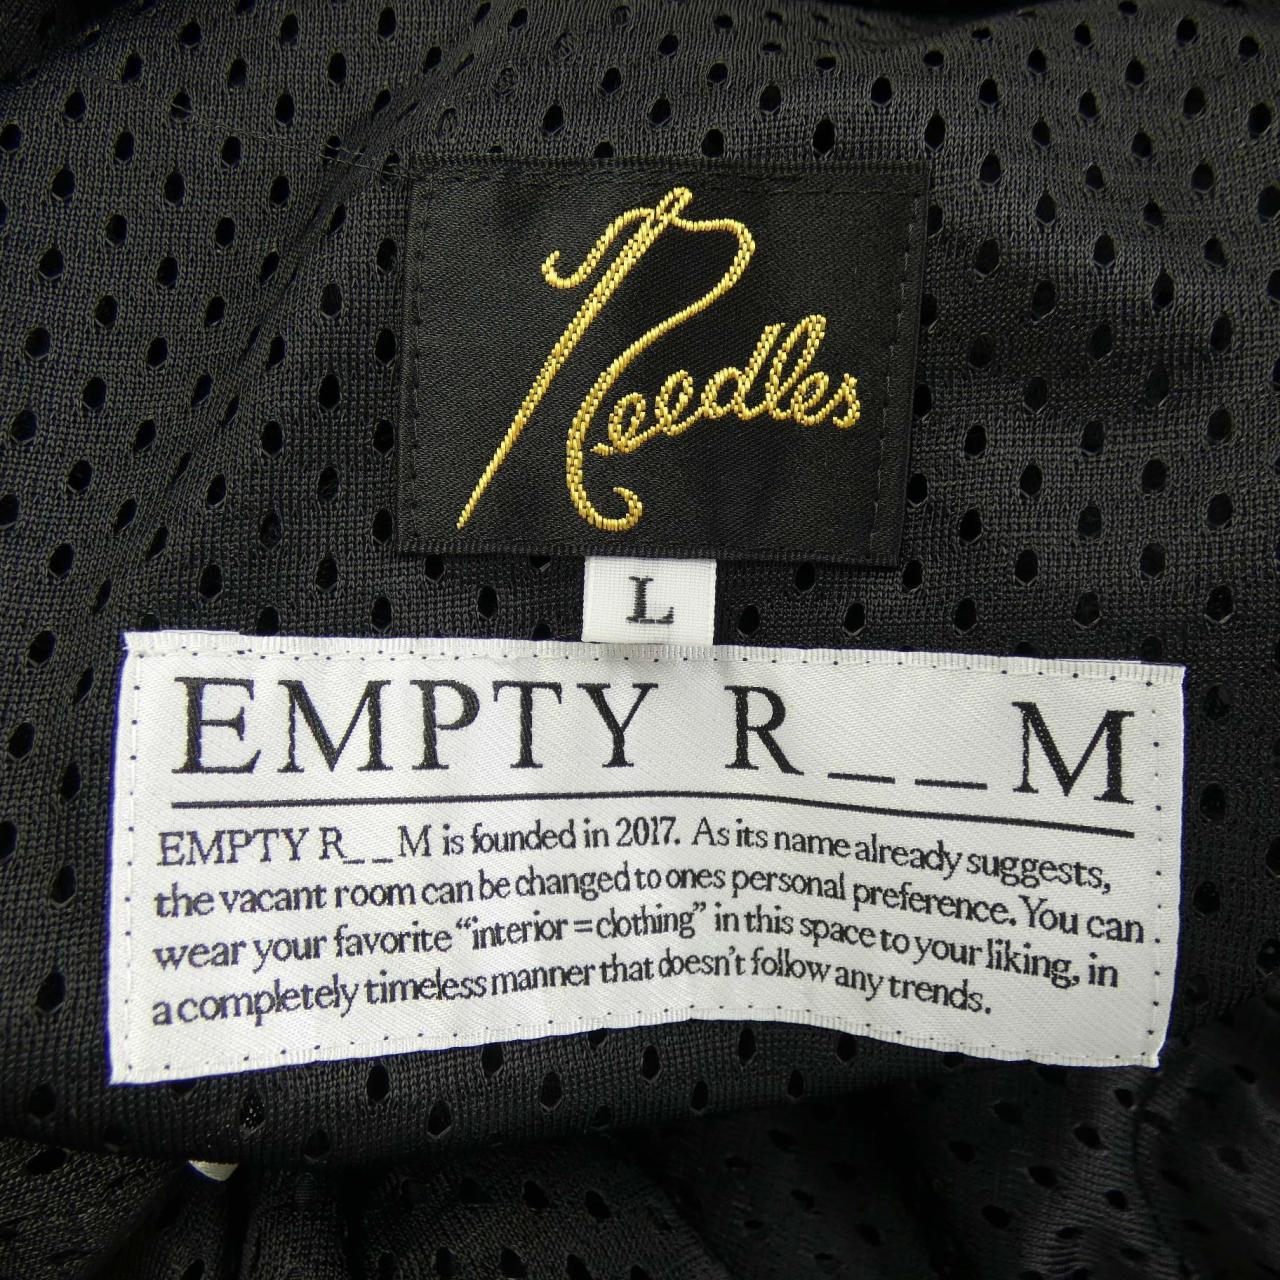 Needles
L
EMPTY R__M
EMPTY R__M is founded in 2017. As its name already suggests,
the vacant room can be changed to ones personal preference. You can
wear your favorite “interior = clothing” in this space to your liking, in
a completely timeless manner that doesn't follow any trends.